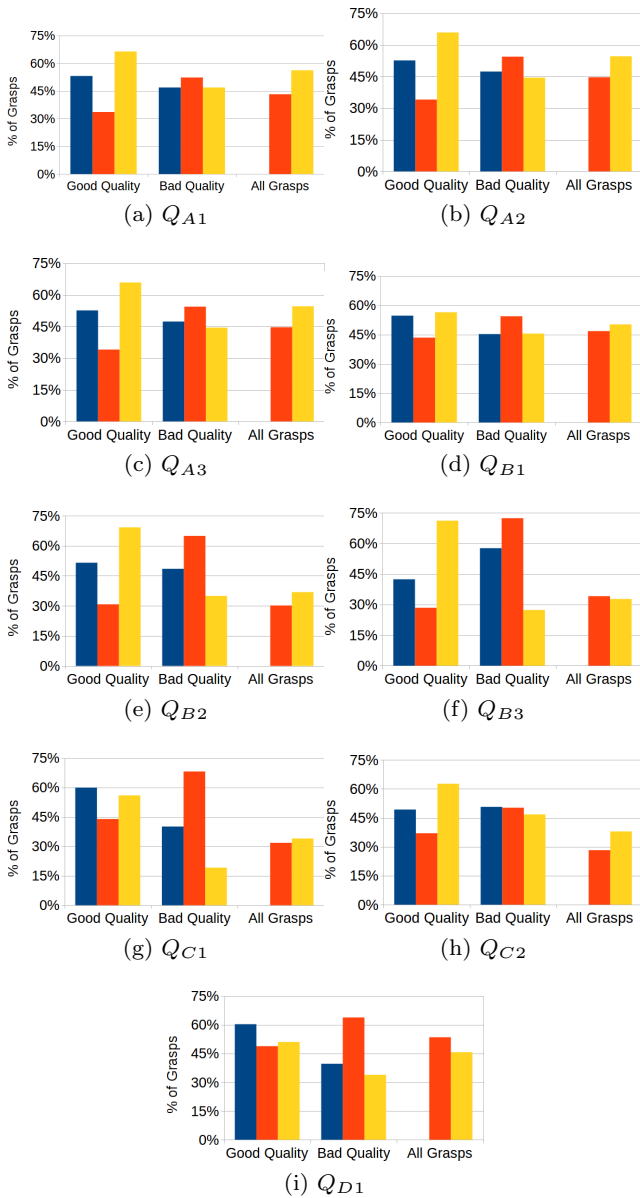 75%
60%
45%
30%
15%
0%
% of Grasps
Good Quality Bad Quality All Grasps
(a) Q_{A1}
75%
60%
45%
30%
15%
0%
% of Grasps
Good Quality Bad Quality All Grasps
(b) Q_{A2}
75%
60%
45%
30%
15%
0%
% of Grasps
Good Quality Bad Quality All Grasps
(c) Q_{A3}
75%
60%
45%
30%
15%
0%
% of Grasps
Good Quality Bad Quality All Grasps
(d) Q_{B1}
75%
60%
45%
30%
15%
0%
% of Grasps
Good Quality Bad Quality All Grasps
(e) Q_{B2}
75%
60%
45%
30%
15%
0%
% of Grasps
Good Quality Bad Quality All Grasps
(f) Q_{B3}
75%
60%
45%
30%
15%
0%
% of Grasps
Good Quality Bad Quality All Grasps
(g) Q_{C1}
75%
60%
45%
30%
15%
0%
% of Grasps
Good Quality Bad Quality All Grasps
(h) Q_{C2}
75%
60%
45%
30%
15%
0%
% of Grasps
Good Quality Bad Quality All Grasps
(i) Q_{D1}